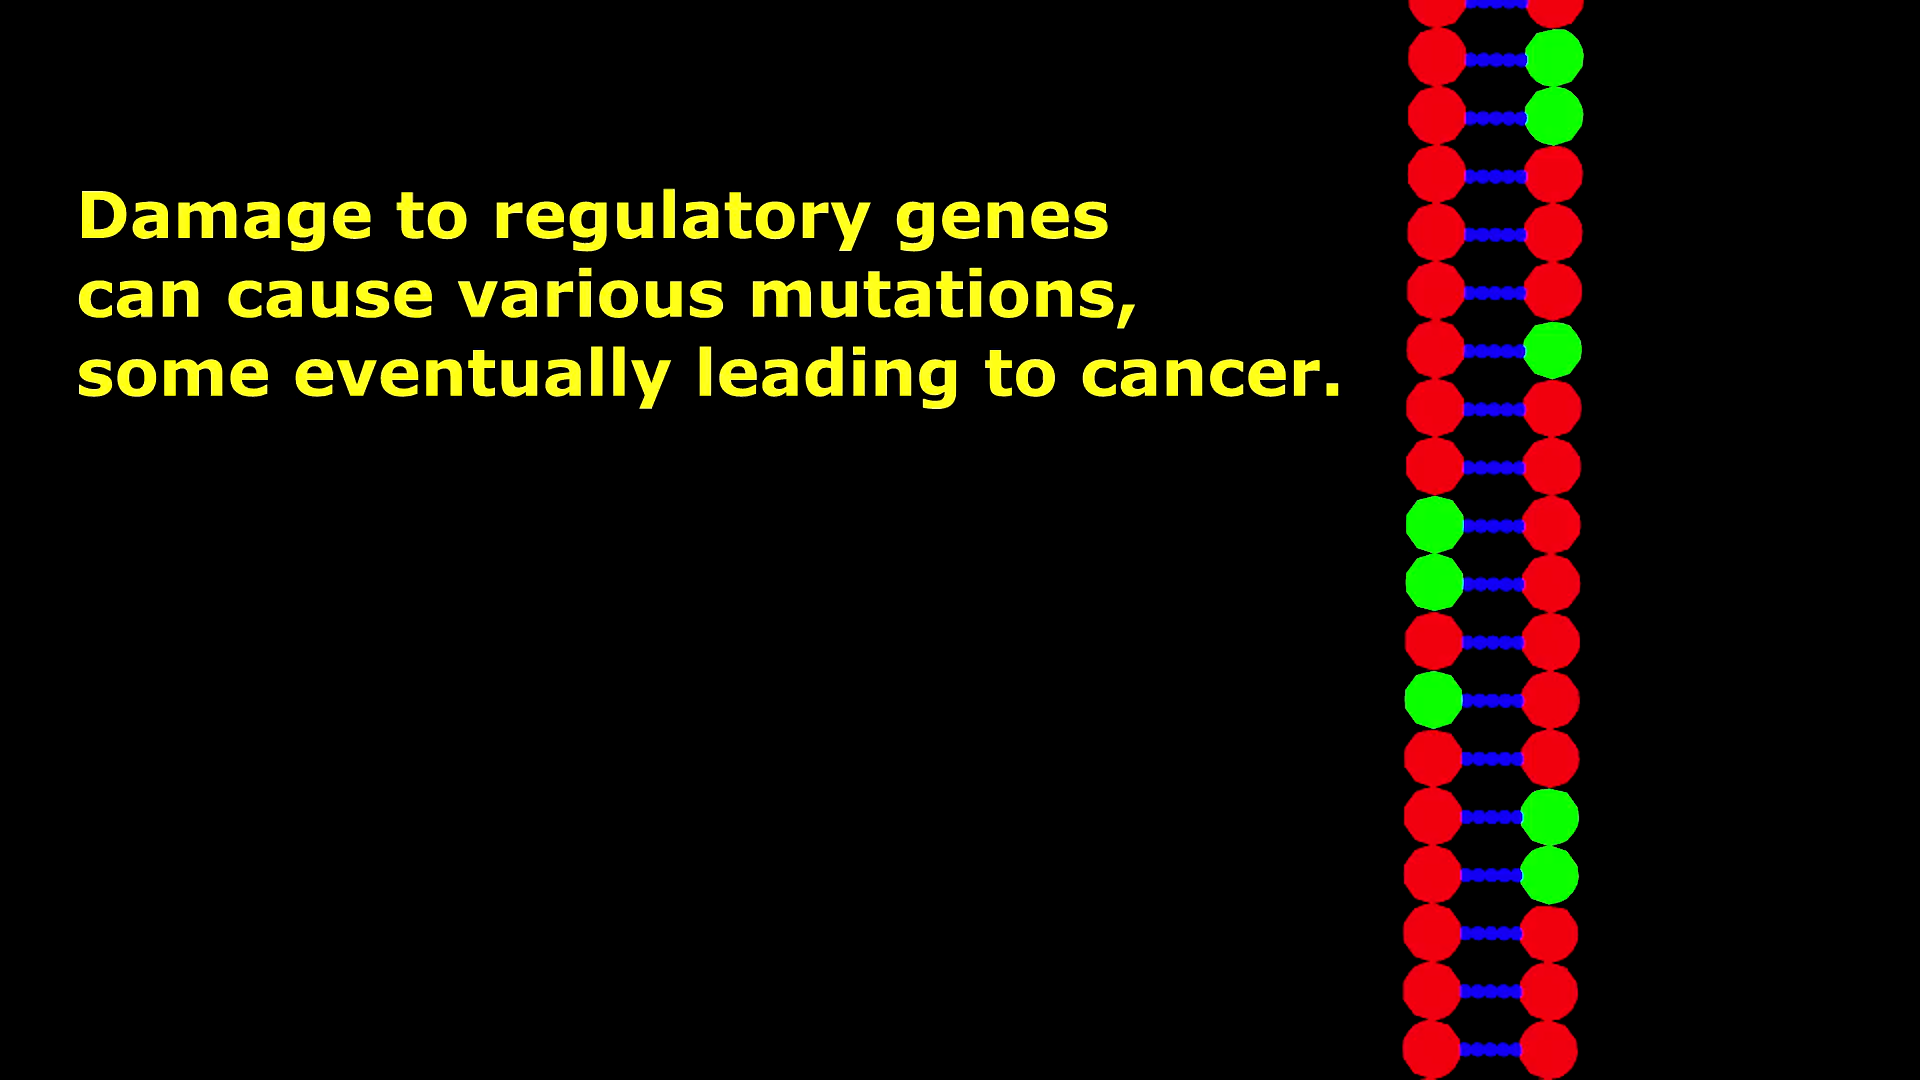 Damage to regulatory genes
can cause various mutations,
some eventually leading to cancer.